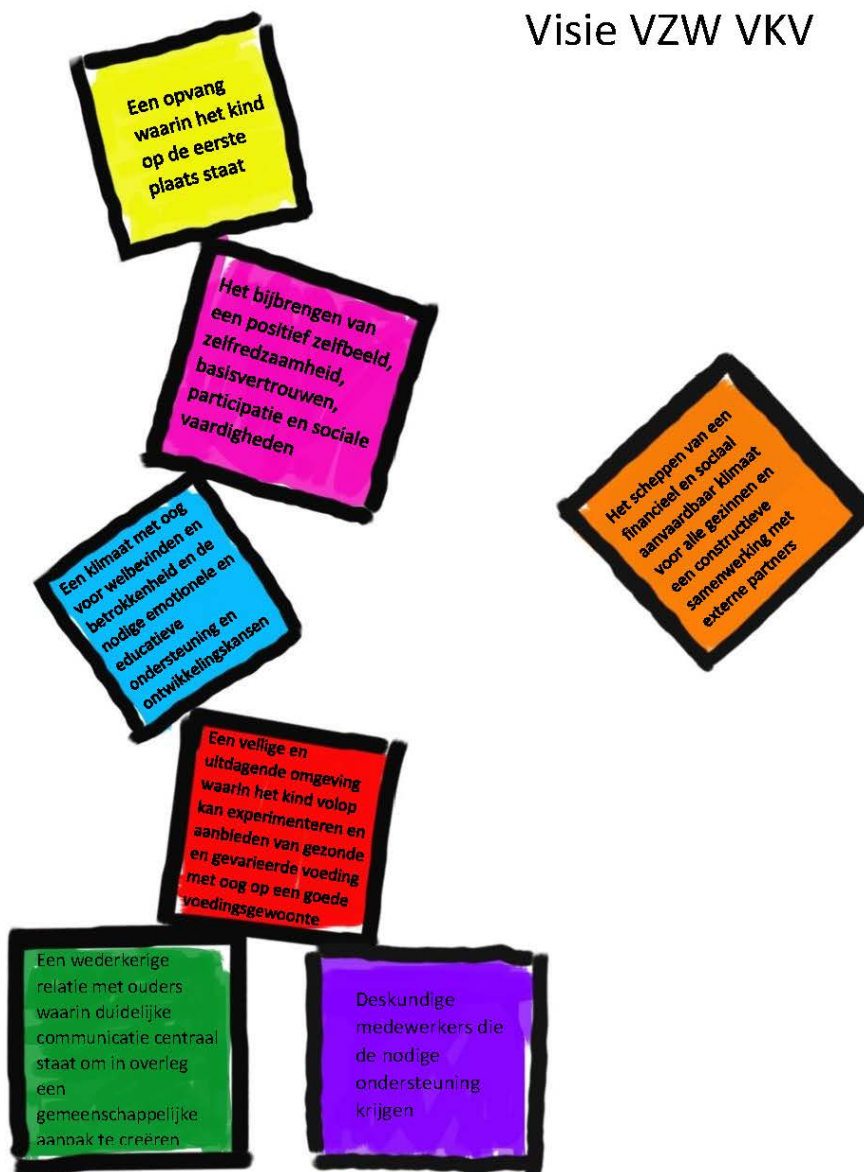 Visie VZW VKV
Een opvang
waarin het kind
op de eerste
plaats staat
Het bijbrengen van
een positief zelfbeeld,
zelfredzaamheid,
basisvertrouwen,
participatie en sociale
vaardigheden
Het scheppen van een
financieel en sociaal
aanvaardbaar klimaat
voor alle gezinnen en
een constructieve
samenwerking met
externe partners
Een klimaat met oog
voor welbevinden en
betrokkenheid en de
nodige emotionele en
educatieve
ondersteuning en
ontwikkelingskansen
Een veilige en
uitdagende omgeving
waarin het kind volop
kan experimenteren en
aanbieden van gezonde
en gevarieerde voeding
met oog op een goede
voedingsgewoonte
Een wederkerige
relatie met ouders
waarin duidelijke
communicatie centraal
staat om in overleg
een
gemeenschappelijke
aanpak te creëren
Deskundige
medewerkers die
de nodige
ondersteuning
krijgen